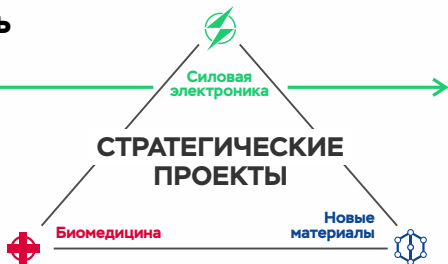 ь
Силовая
электроника
СТРАТЕГИЧЕСКИЕ
ПРОЕКТЫ
Биомедицина
Новые
материалы